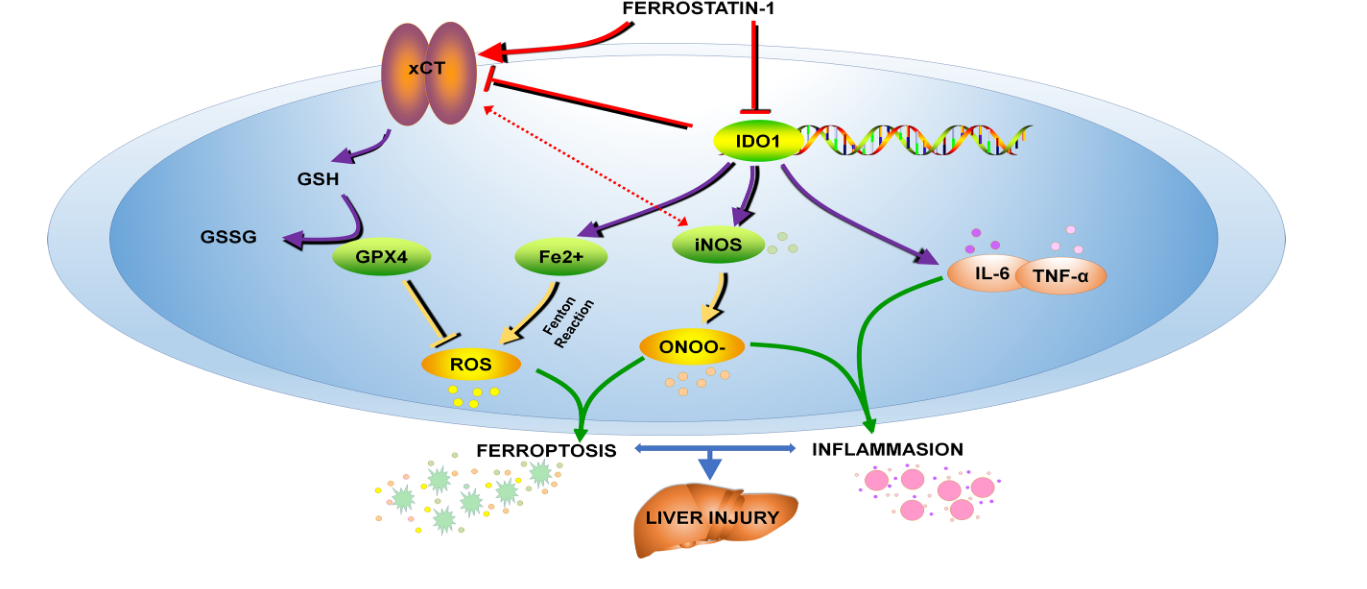 FERROSTATIN-1
xCT
IDO1
GSH
GSSG
GPX4
Fe2+
iNOS
IL-6
TNF-α
Fenton
Reaction
ROS
ONOO-
FERROPTOSIS
INFLAMMASION
LIVER INJURY